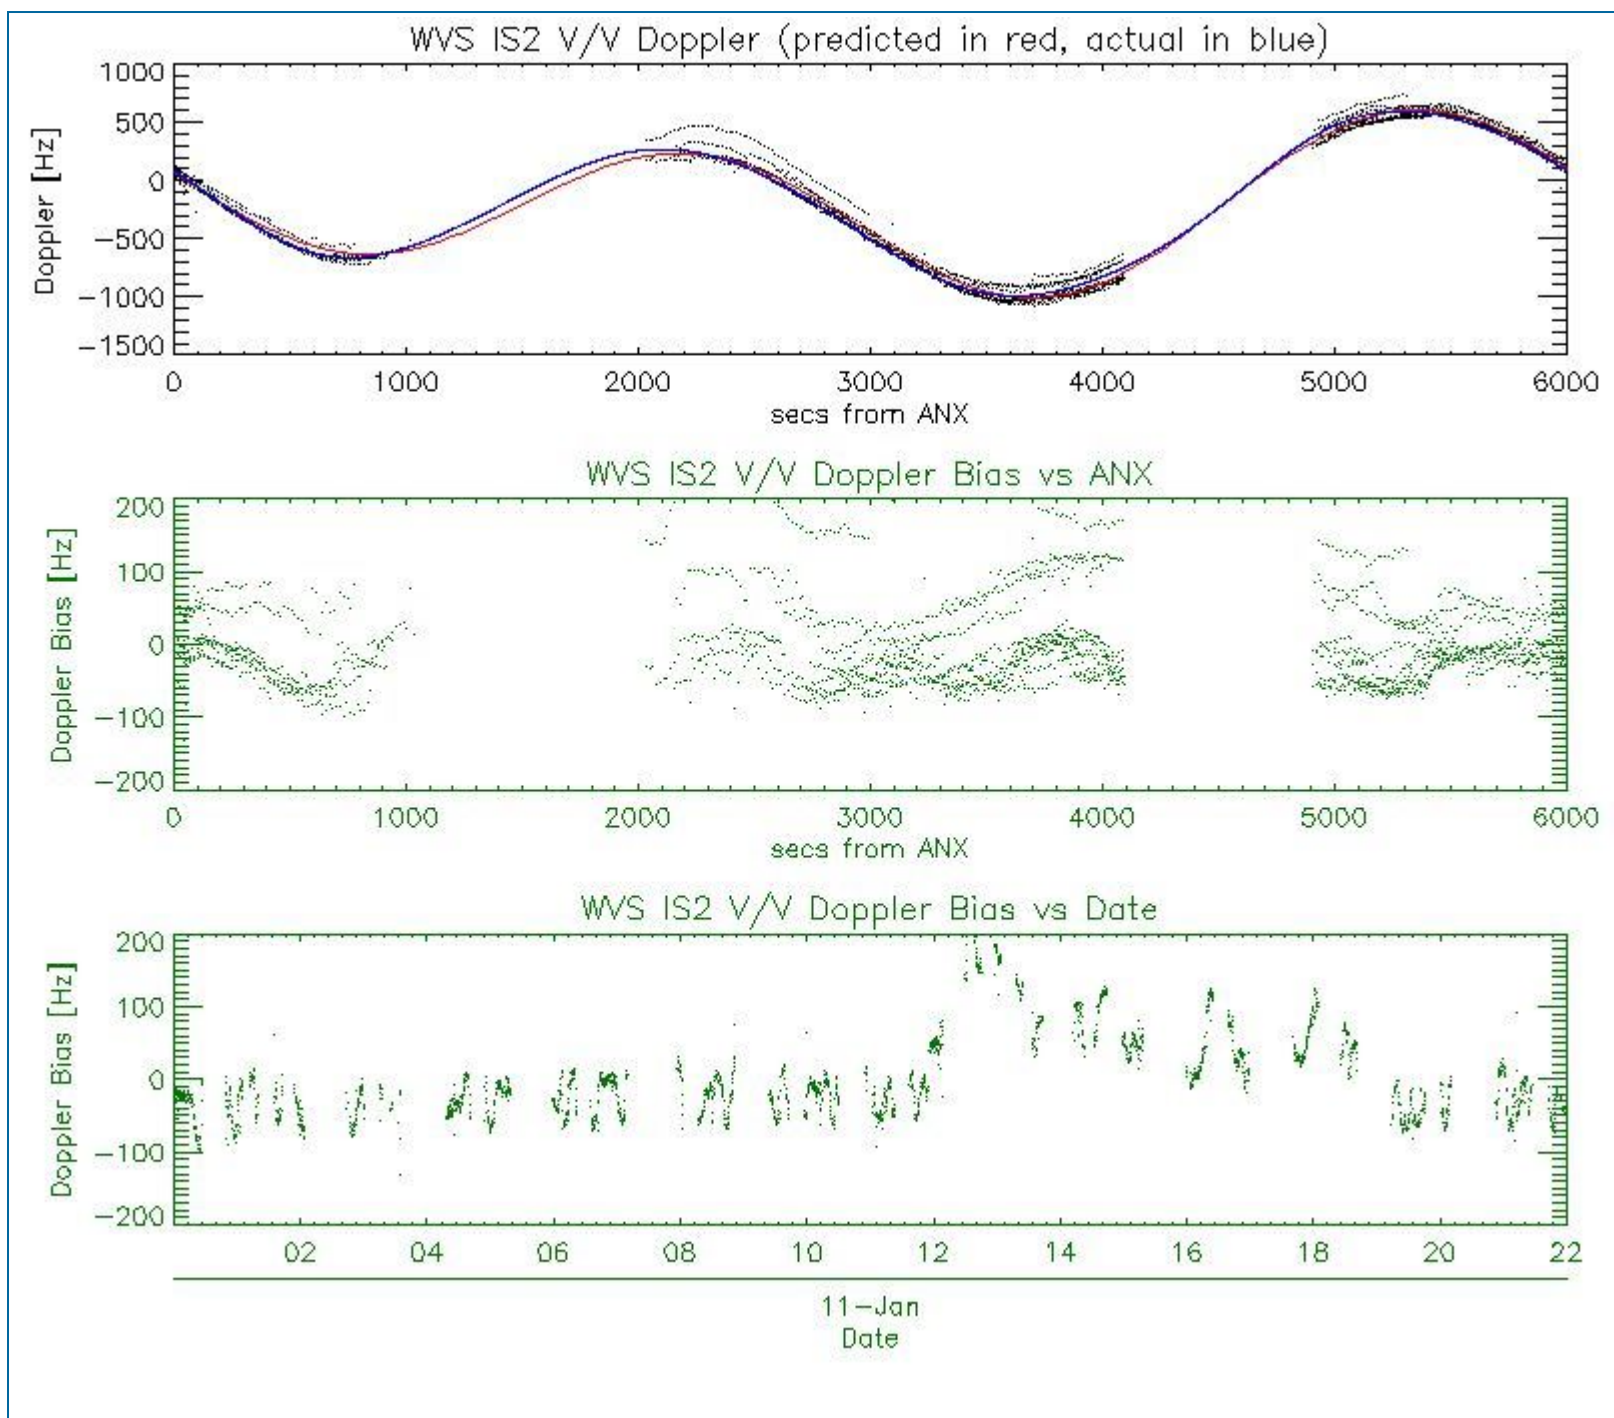 WVS IS2 V/V Doppler (predicted in red, actual in blue)
1000
500
0
-500
-1000
-1500
Doppler [Hz]
0 1000 2000 3000 4000 5000 6000
secs from ANX
WVS IS2 V/V Doppler Bias vs ANX
200
100
0
-100
-200
Doppler Bias [Hz]
0 1000 2000 3000 4000 5000 6000
secs from ANX
WVS IS2 V/V Doppler Bias vs Date
200
100
0
-100
-200
Doppler Bias [Hz]
02 04 06 08 10 12 14 16 18 20 22
11-Jan
Date